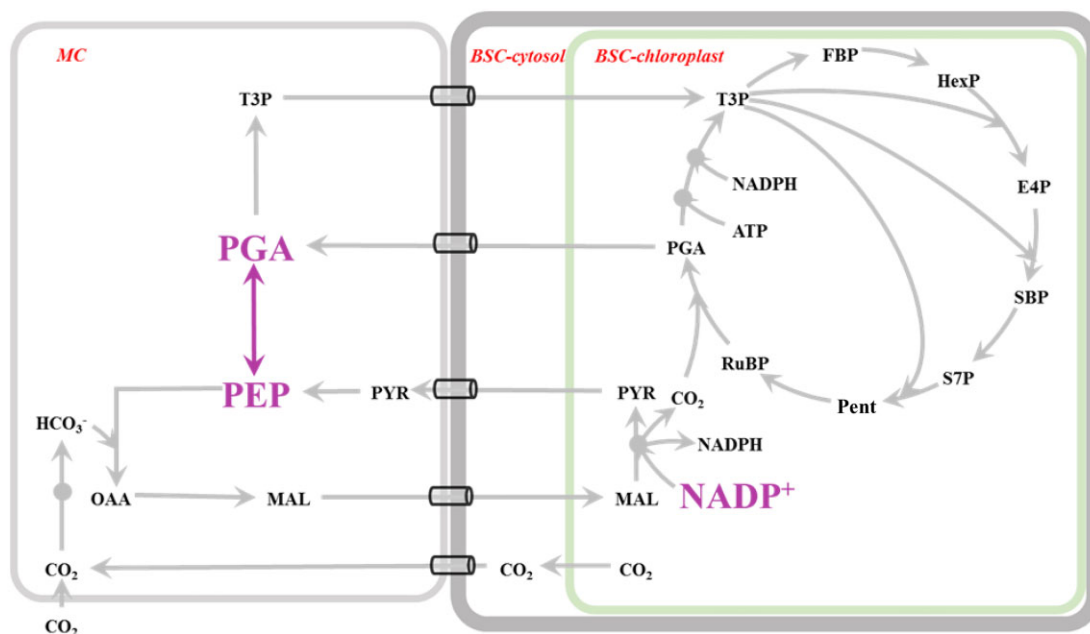 MC
BSC-cytosol
BSC-chloroplast
FBP
HexP
T3P
T3P
NADPH
E4P
ATP
PGA
PGA
SBP
RuBP
S7P
PEP
PYR
PYR
CO₂
Pent
HCO₃⁻
NADPH
OAA
MAL
MAL
NADP⁺
CO₂
CO₂
CO₂
CO₂